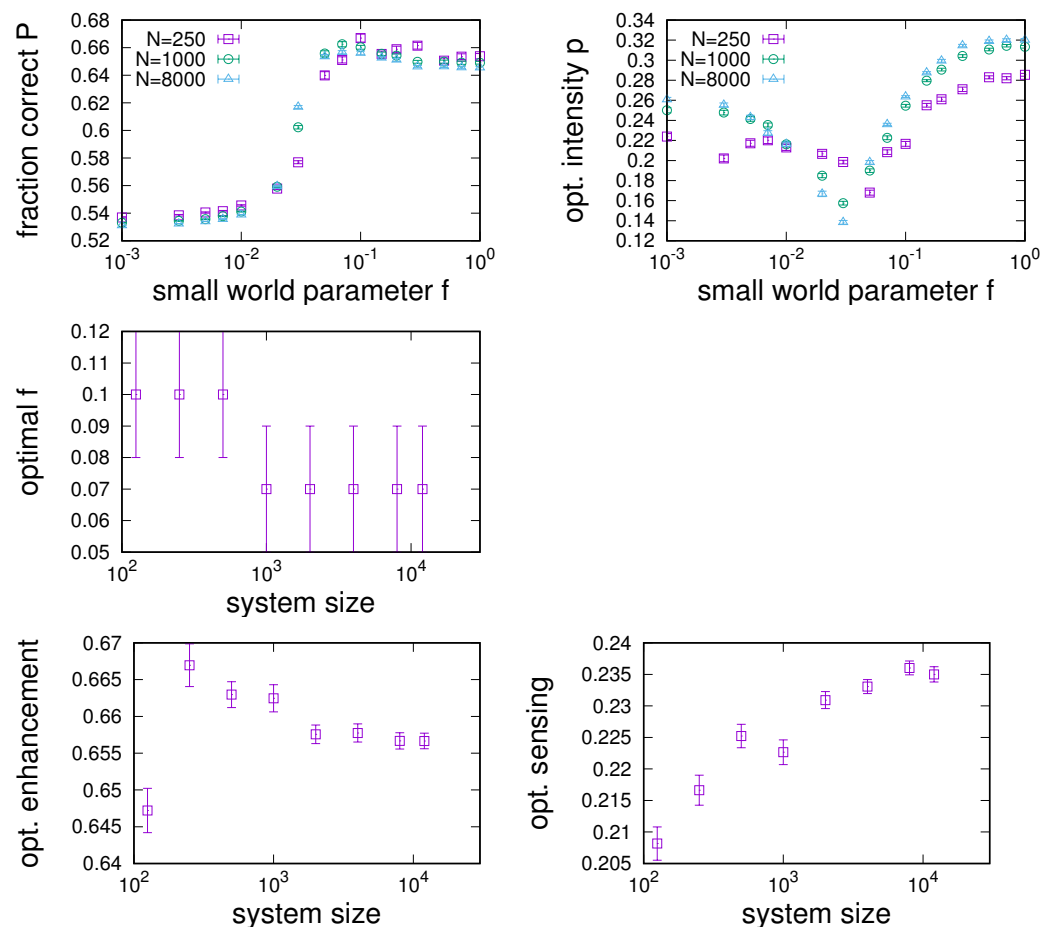 fraction correct P
0.68
0.66
0.64
0.62
0.6
0.58
0.56
0.54
0.52
N=250
N=1000
N=8000
10^-3 10^-2 10^-1 10^0
small world parameter f
opt. intensity p
0.34
0.32
0.3
0.28
0.26
0.24
0.22
0.2
0.18
0.16
0.14
0.12
N=250
N=1000
N=8000
10^-3 10^-2 10^-1 10^0
small world parameter f
optimal f
0.12
0.11
0.1
0.09
0.08
0.07
0.06
0.05
10^2 10^3 10^4
system size
opt. enhancement
0.67
0.665
0.66
0.655
0.65
0.645
0.64
10^2 10^3 10^4
system size
opt. sensing
0.24
0.235
0.23
0.225
0.22
0.215
0.21
0.205
10^2 10^3 10^4
system size